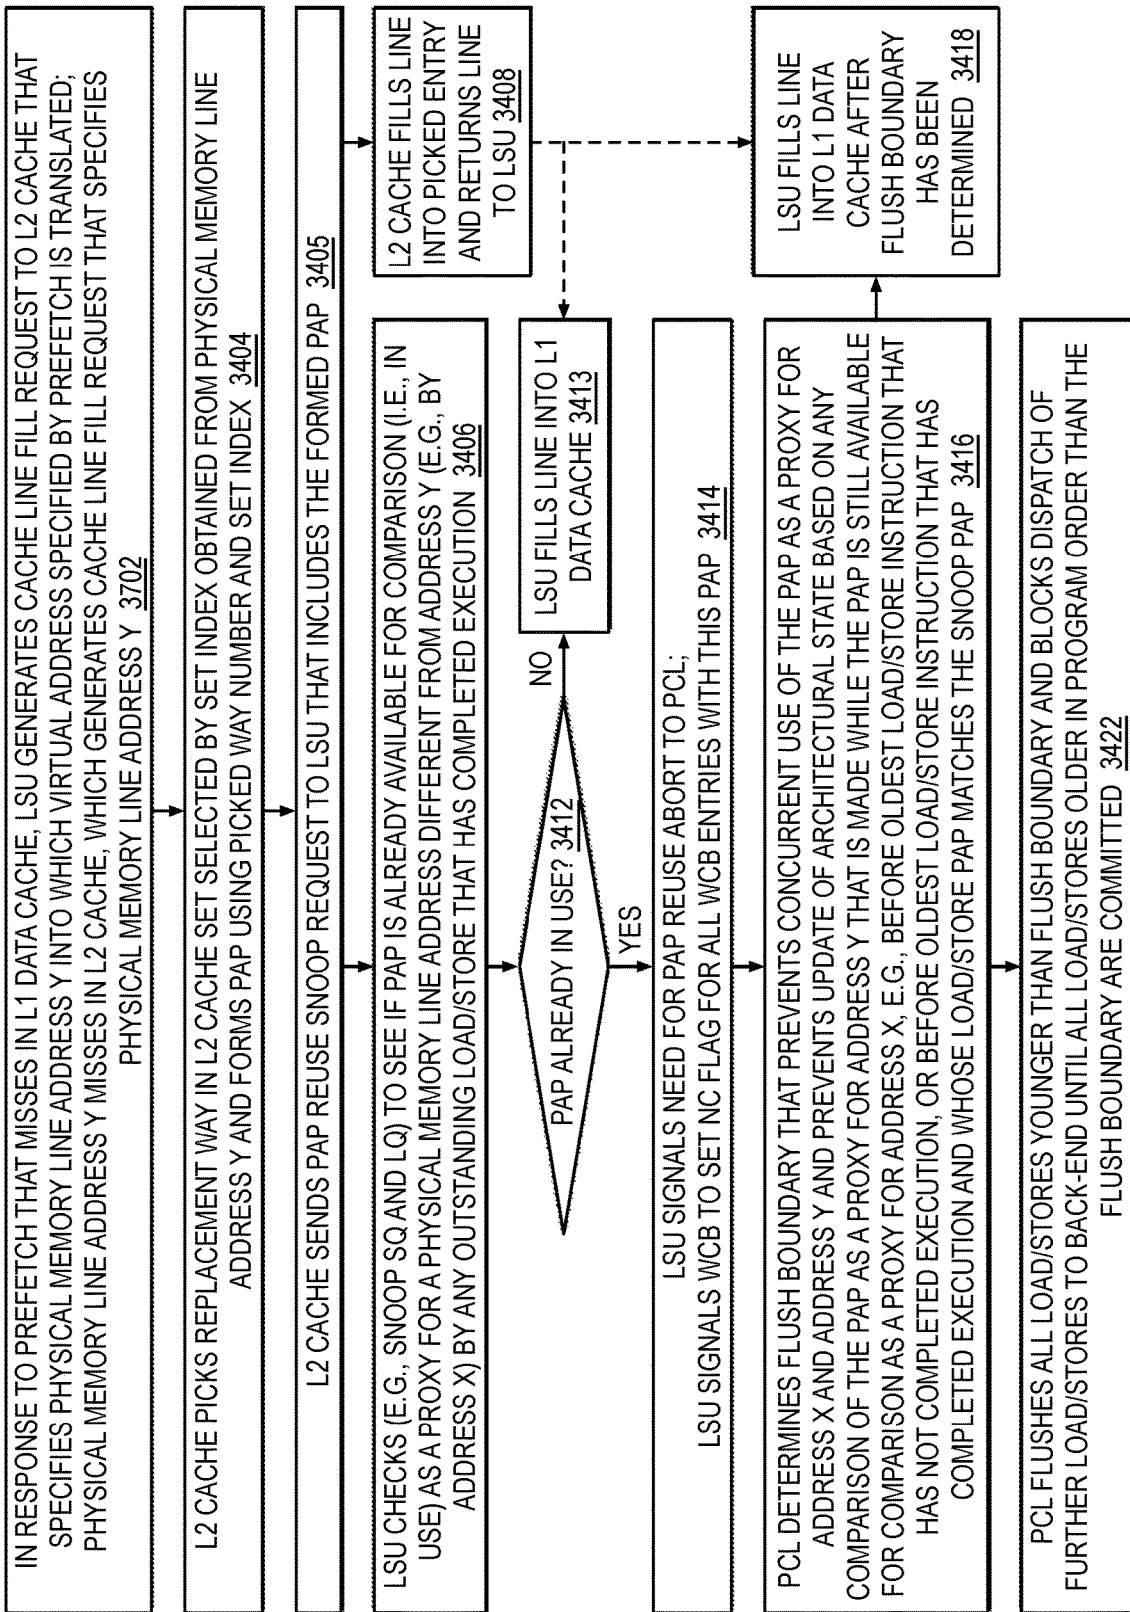 IN RESPONSE TO PREFETCH THAT MISSES IN L1 DATA CACHE, LSU GENERATES CACHE LINE FILL REQUEST TO L2 CACHE THAT
SPECIFIES PHYSICAL MEMORY LINE ADDRESS Y INTO WHICH VIRTUAL ADDRESS SPECIFIED BY PREFETCH IS TRANSLATED;
PHYSICAL MEMORY LINE ADDRESS Y MISSES IN L2 CACHE, WHICH GENERATES CACHE LINE FILL REQUEST THAT SPECIFIES
PHYSICAL MEMORY LINE ADDRESS Y 3702
L2 CACHE PICKS REPLACEMENT WAY IN L2 CACHE SET SELECTED BY SET INDEX OBTAINED FROM PHYSICAL MEMORY LINE
ADDRESS Y AND FORMS PAP USING PICKED WAY NUMBER AND SET INDEX 3404
L2 CACHE SENDS PAP REUSE SNOOP REQUEST TO LSU THAT INCLUDES THE FORMED PAP 3405
LSU CHECKS (E.G., SNOOP SQ AND LQ) TO SEE IF PAP IS ALREADY AVAILABLE FOR COMPARISON (I.E., IN
USE) AS A PROXY FOR A PHYSICAL MEMORY LINE ADDRESS DIFFERENT FROM ADDRESS Y (E.G., BY
ADDRESS X) BY ANY OUTSTANDING LOAD/STORE THAT HAS COMPLETED EXECUTION 3406
L2 CACHE FILLS LINE
INTO PICKED ENTRY
AND RETURNS LINE
TO LSU 3408
PAP ALREADY IN USE? 3412
NO
YES
LSU FILLS LINE INTO L1
DATA CACHE 3413
LSU SIGNALS NEED FOR PAP REUSE ABORT TO PCL;
LSU SIGNALS WCB TO SET NC FLAG FOR ALL WCB ENTRIES WITH THIS PAP 3414
PCL DETERMINES FLUSH BOUNDARY THAT PREVENTS CONCURRENT USE OF THE PAP AS A PROXY FOR
ADDRESS X AND ADDRESS Y AND PREVENTS UPDATE OF ARCHITECTURAL STATE BASED ON ANY
COMPARISON OF THE PAP AS A PROXY FOR ADDRESS Y THAT IS MADE WHILE THE PAP IS STILL AVAILABLE
FOR COMPARISON AS A PROXY FOR ADDRESS X, E.G., BEFORE OLDEST LOAD/STORE INSTRUCTION THAT
HAS NOT COMPLETED EXECUTION, OR BEFORE OLDEST LOAD/STORE INSTRUCTION THAT HAS
COMPLETED EXECUTION AND WHOSE LOAD/STORE PAP MATCHES THE SNOOP PAP 3416
LSU FILLS LINE
INTO L1 DATA
CACHE AFTER
FLUSH BOUNDARY
HAS BEEN
DETERMINED 3418
PCL FLUSHES ALL LOAD/STORES YOUNGER THAN FLUSH BOUNDARY AND BLOCKS DISPATCH OF
FURTHER LOAD/STORES TO BACK-END UNTIL ALL LOAD/STORES OLDER IN PROGRAM ORDER THAN THE
FLUSH BOUNDARY ARE COMMITTED 3422